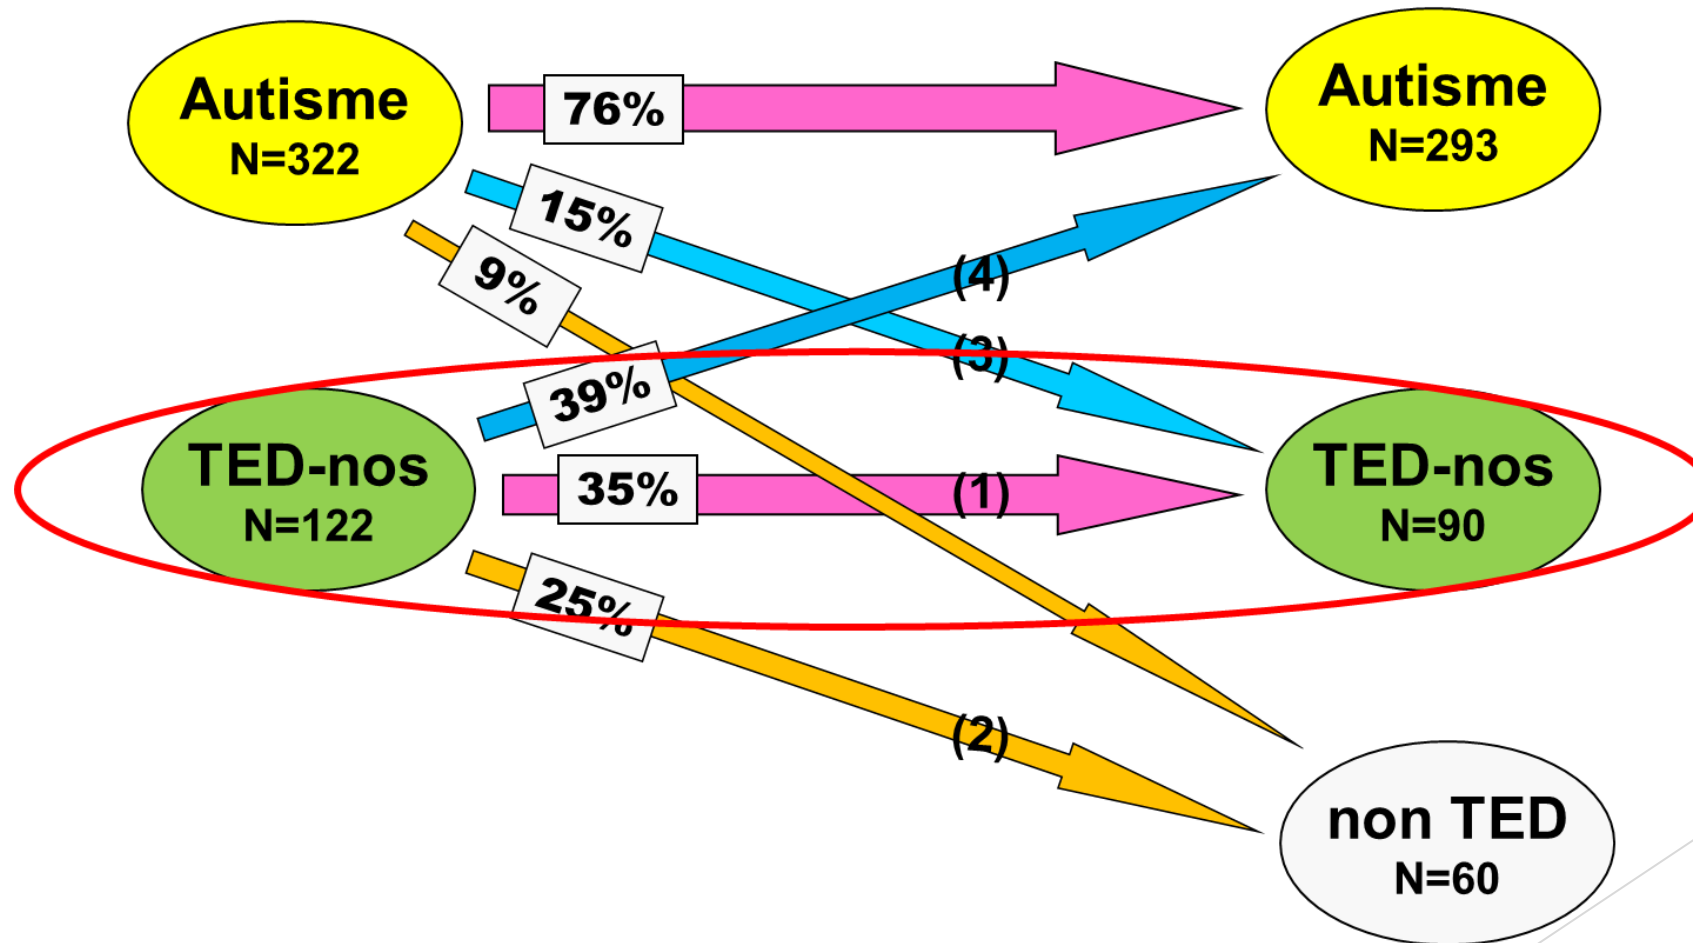 Autisme
N=322
76%
Autisme
N=293
15%
9%
(4)
(3)
39%
TED-nos
N=122
35%
(1)
TED-nos
N=90
25%
(2)
non TED
N=60